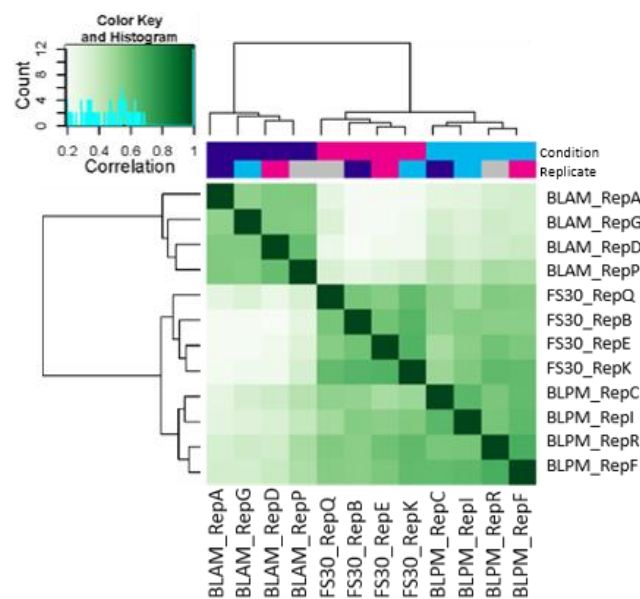 Color Key
and Histogram
Count
0 4 8 12
0.2 0.4 0.6 0.8 1
Correlation
Condition
Replicate
BLAM_RepA
BLAM_RepG
BLAM_RepD
BLAM_RepP
FS30_RepQ
FS30_RepB
FS30_RepE
FS30_RepK
BLPM_RepC
BLPM_RepI
BLPM_RepR
BLPM_RepF
BLAM_RepA
BLAM_RepG
BLAM_RepD
BLAM_RepP
FS30_RepQ
FS30_RepB
FS30_RepE
FS30_RepK
BLPM_RepC
BLPM_RepI
BLPM_RepR
BLPM_RepF